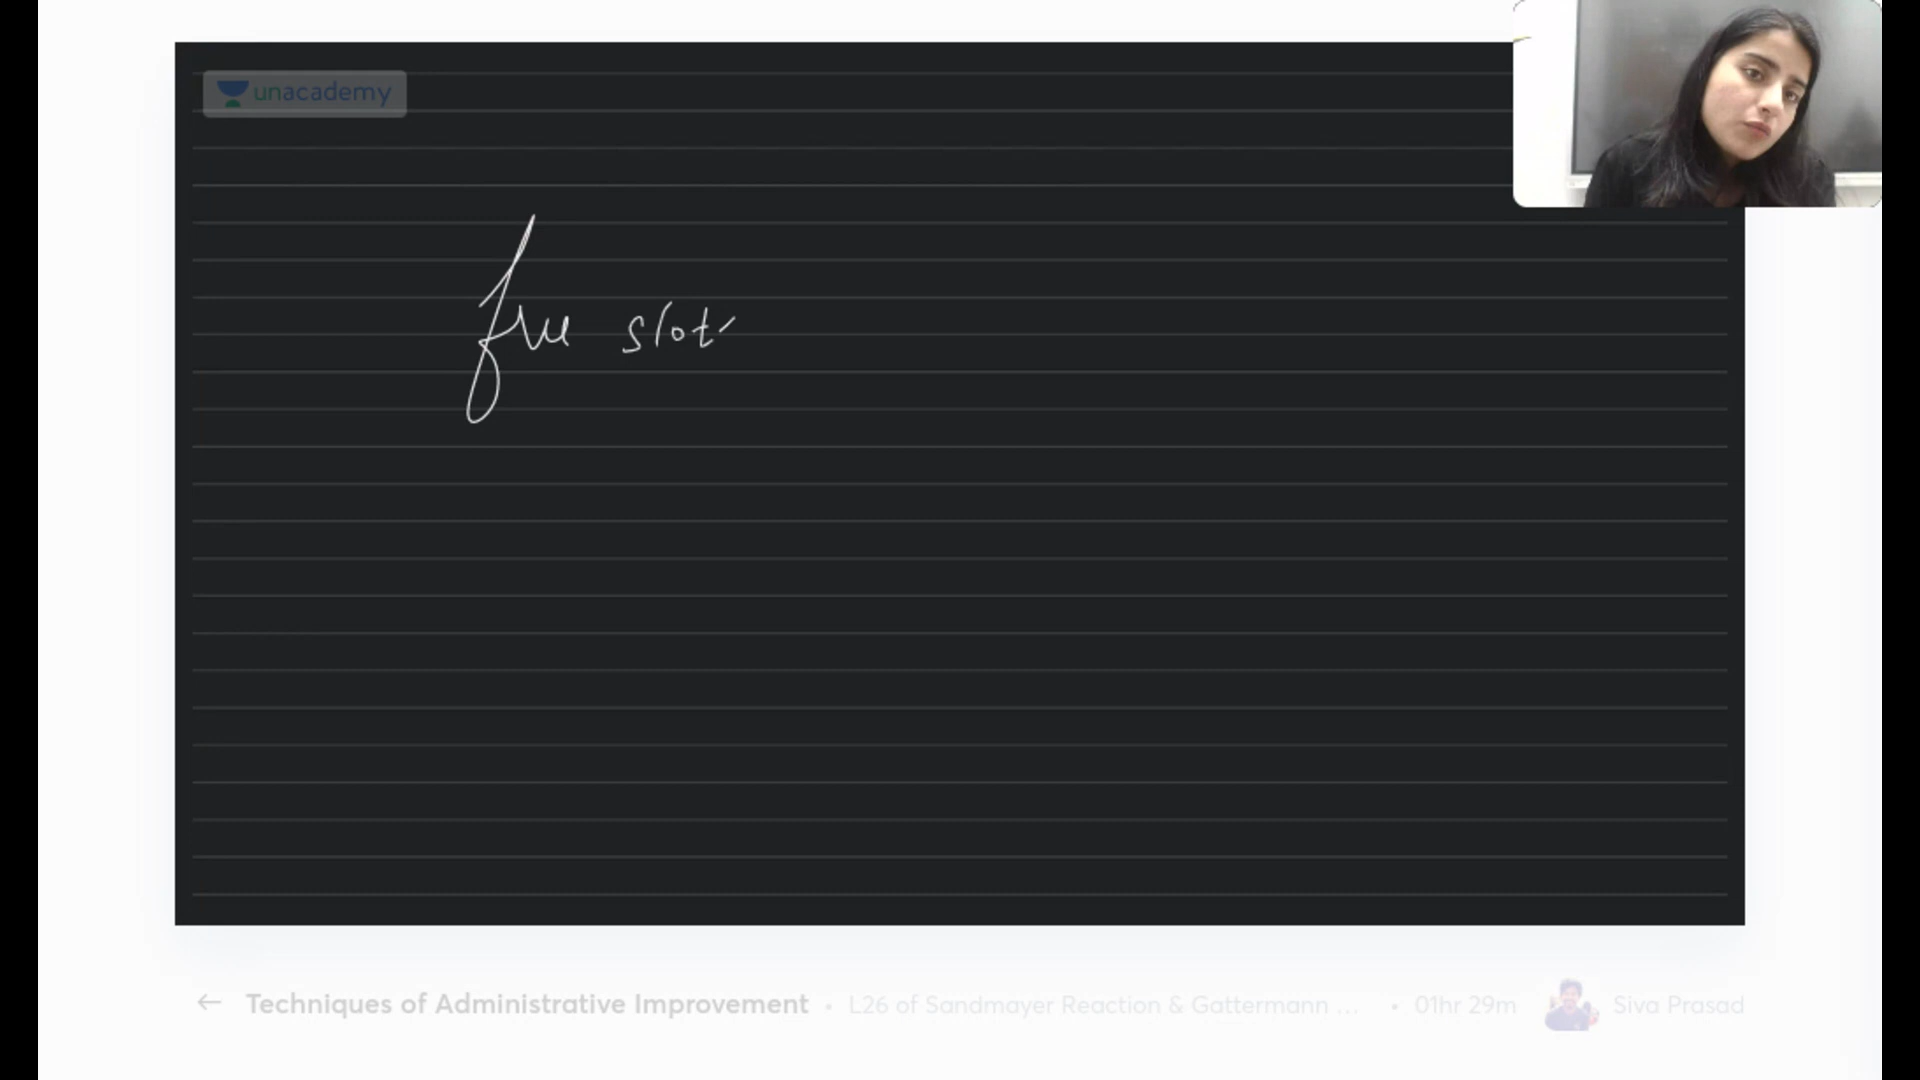 unacademy
free slot
Techniques of Administrative Improvement • L26 of Sandmayer Reaction & Gattermann ... • 01hr 29m Siva Prasad